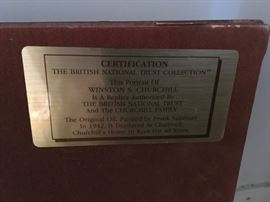 CERTIFICATION
THE BRITISH NATIONAL TRUST COLLECTION™
This Portrait Of
WINSTON S. CHURCHILL
Is A Replica Authorized By
THE BRITISH NATIONAL TRUST
And The CHURCHILL FAMILY
The Original Oil, Painted by Frank Salisbury
In 1942, Is Displayed At Chartwell,
Churchill's Home In Kent For 40 Years.